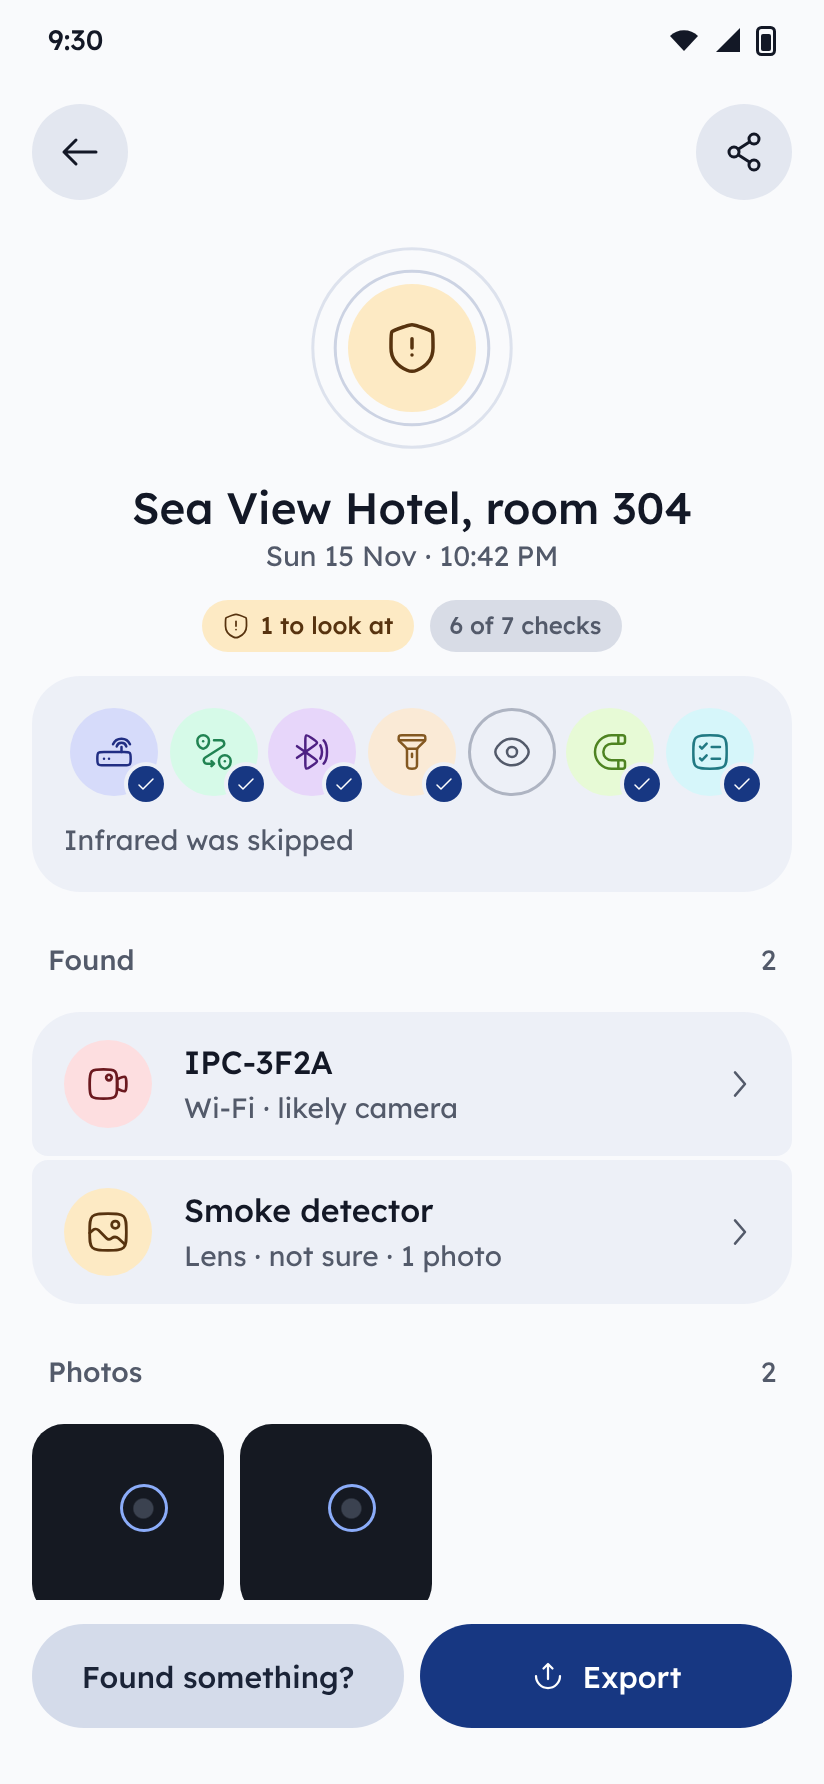 9:30
Sea View Hotel, room 304
Sun 15 Nov · 10:42 PM
1 to look at
6 of 7 checks
Infrared was skipped
Found 2
IPC-3F2A
Wi-Fi · likely camera
Smoke detector
Lens · not sure · 1 photo
Photos 2
Found something?
Export